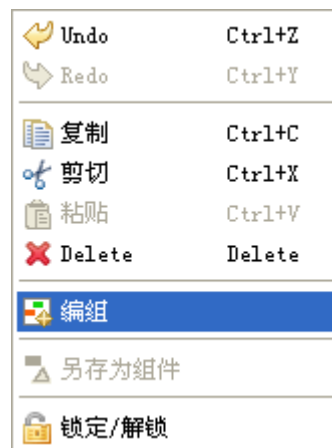 Undo Ctrl+Z
Redo Ctrl+Y
复制 Ctrl+C
剪切 Ctrl+X
粘贴 Ctrl+V
Delete Delete
编组
另存为组件
锁定/解锁